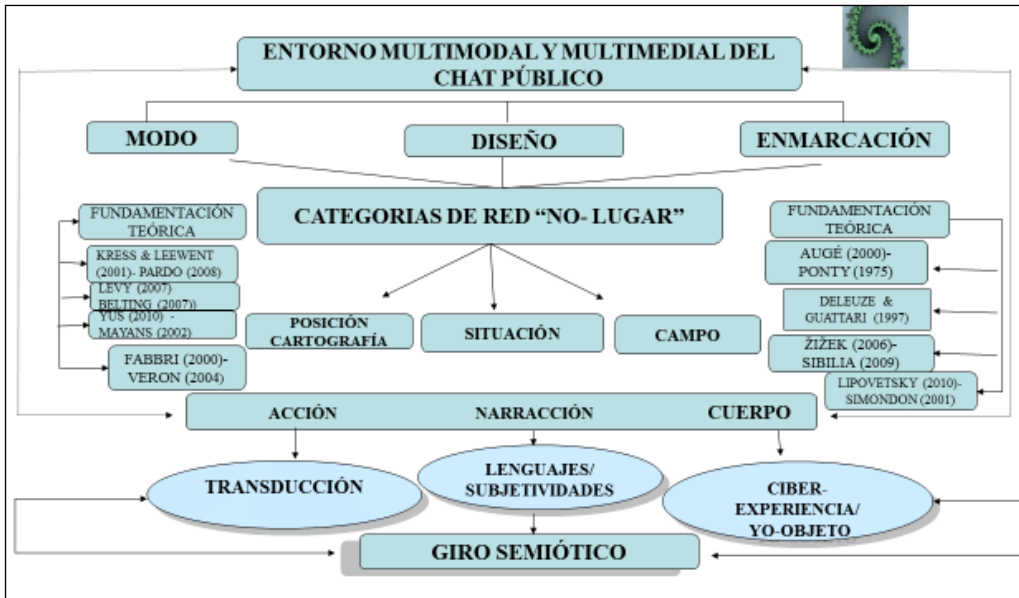 ENTORNO MULTIMODAL Y MULTIMEDIAL DEL
CHAT PÚBLICO
MODO
DISEÑO
ENMARCACIÓN
CATEGORIAS DE RED “NO- LUGAR”
FUNDAMENTACIÓN
TEÓRICA
KRESS & LEEWENT
(2001)- PARDO (2008)
LEVY (2007)
BELTING (2007))
YUS (2010) -
MAYANS (2002)
FABBRI (2000)-
VERON (2004)
FUNDAMENTACIÓN
TEÓRICA
AUGÉ (2000)-
PONTY (1975)
DELEUZE &
GUATTARI (1997)
ŽIŽEK (2006)-
SIBILIA (2009)
LIPOVETSKY (2010)-
SIMONDON (2001)
POSICIÓN
CARTOGRAFÍA
SITUACIÓN
CAMPO
ACCIÓN
NARRACCIÓN
CUERPO
TRANSDUCCIÓN
LENGUAJES/
SUBJETIVIDADES
CIBER-
EXPERIENCIA/
YO-OBJETO
GIRO SEMIÓTICO